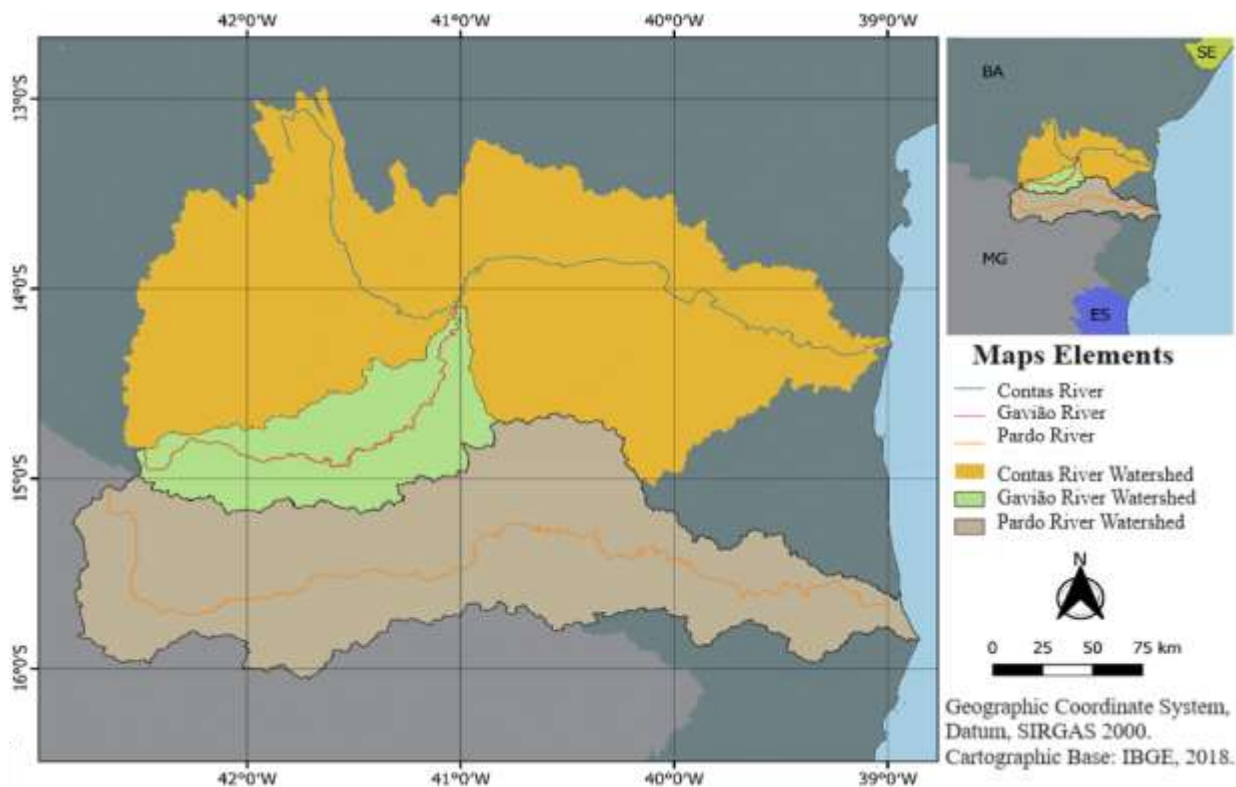 42°0'W 41°0'W 40°0'W 39°0'W
13°0'S
14°0'S
15°0'S
16°0'S
42°0'W 41°0'W 40°0'W 39°0'W
SE
BA
MG
ES
Maps Elements
Contas River
Gavião River
Pardo River
Contas River Watershed
Gavião River Watershed
Pardo River Watershed
N
0 25 50 75 km
Geographic Coordinate System,
Datum, SIRGAS 2000.
Cartographic Base: IBGE, 2018.